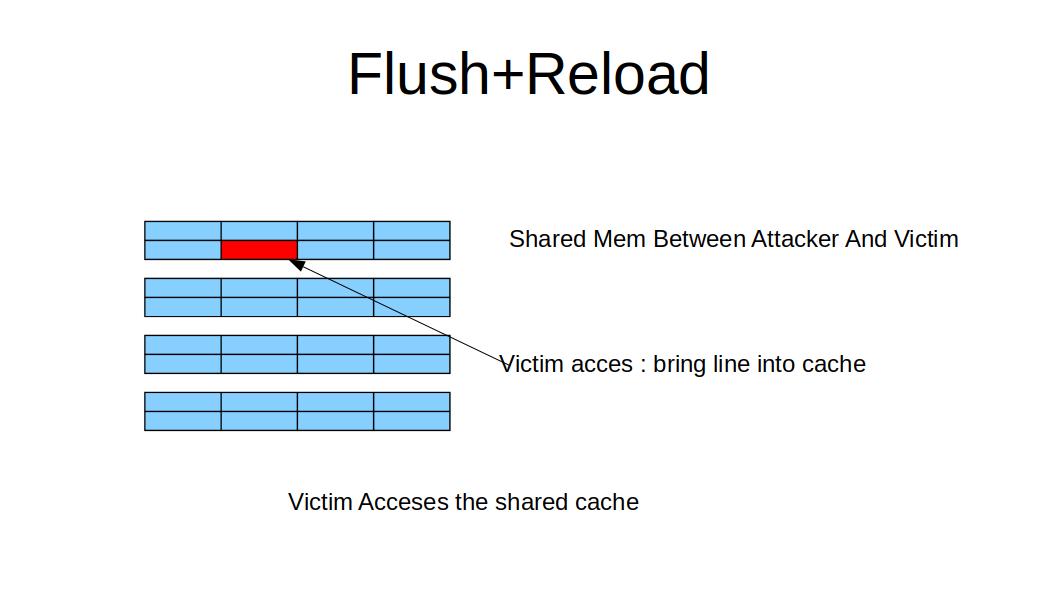 Flush+Reload
Shared Mem Between Attacker And Victim
Victim acces : bring line into cache
Victim Acceses the shared cache